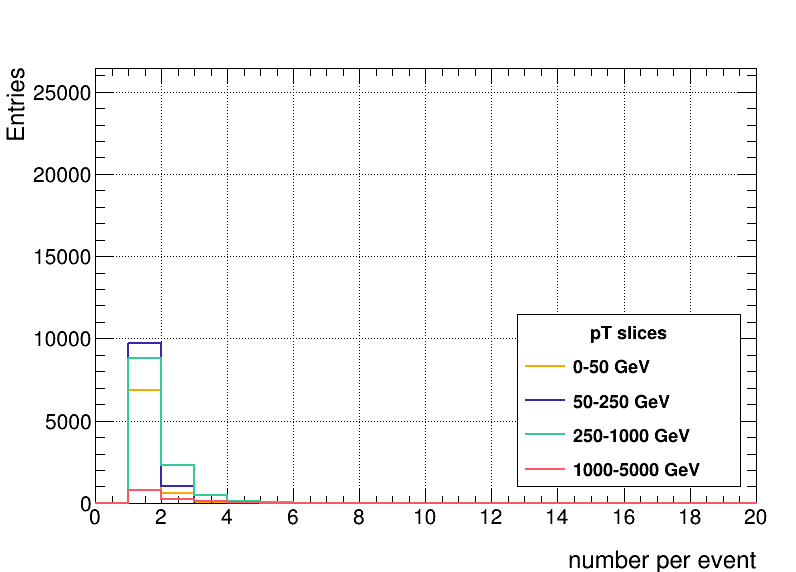 Entries
25000
20000
15000
10000
5000
0
0 2 4 6 8 10 12 14 16 18 20
number per event
pT slices
0-50 GeV
50-250 GeV
250-1000 GeV
1000-5000 GeV